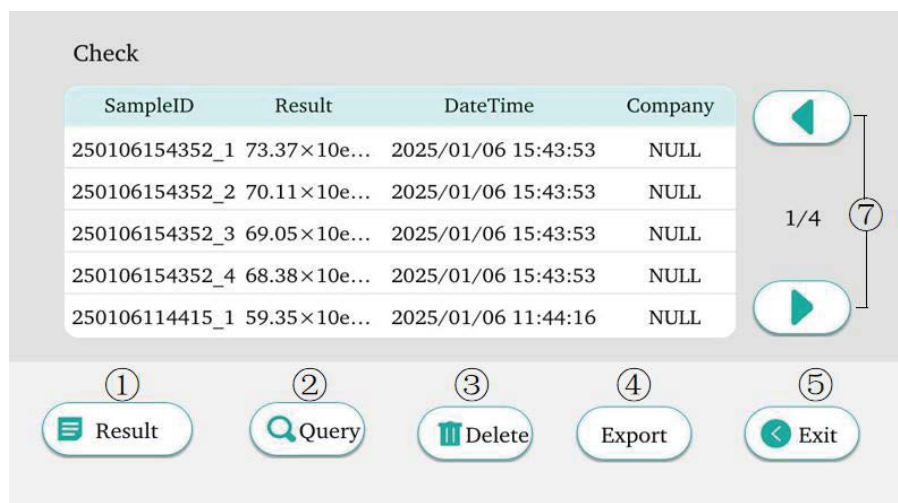 Check
SampleID Result DateTime Company
250106154352_1 73.37×10e... 2025/01/06 15:43:53 NULL
250106154352_2 70.11×10e... 2025/01/06 15:43:53 NULL
250106154352_3 69.05×10e... 2025/01/06 15:43:53 NULL
250106154352_4 68.38×10e... 2025/01/06 15:43:53 NULL
250106114415_1 59.35×10e... 2025/01/06 11:44:16 NULL
1/4 ⑦
① ② ③ ④ ⑤
Result Query Delete Export Exit